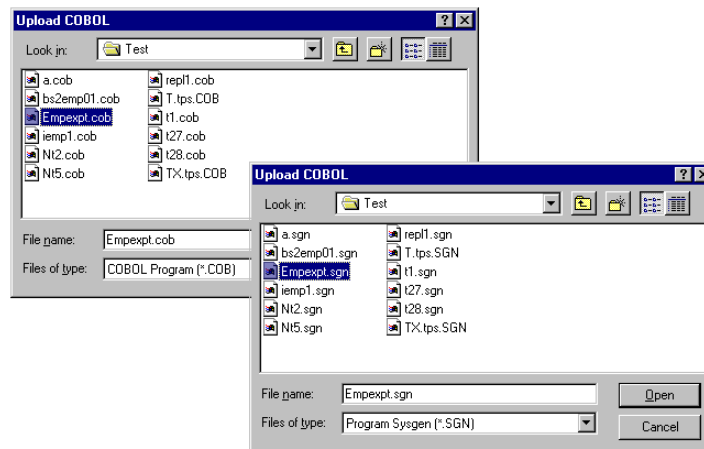 Upload COBOL
Look in: Test
a.cob repl1.cob
bs2emp01.cob T.tps.COB
Empexpt.cob t1.cob
iemp1.cob t27.cob
Nt2.cob t28.cob
Nt5.cob TX.tps.COB
File name: Empexpt.cob
Files of type: COBOL Program (*.COB)
Upload COBOL
Look in: Test
a.sgn repl1.sgn
bs2emp01.sgn T.tps.SGN
Empexpt.sgn t1.sgn
iemp1.sgn t27.sgn
Nt2.sgn t28.sgn
Nt5.sgn TX.tps.SGN
File name: Empexpt.sgn Open
Files of type: Program Sysgen (*.SGN) Cancel